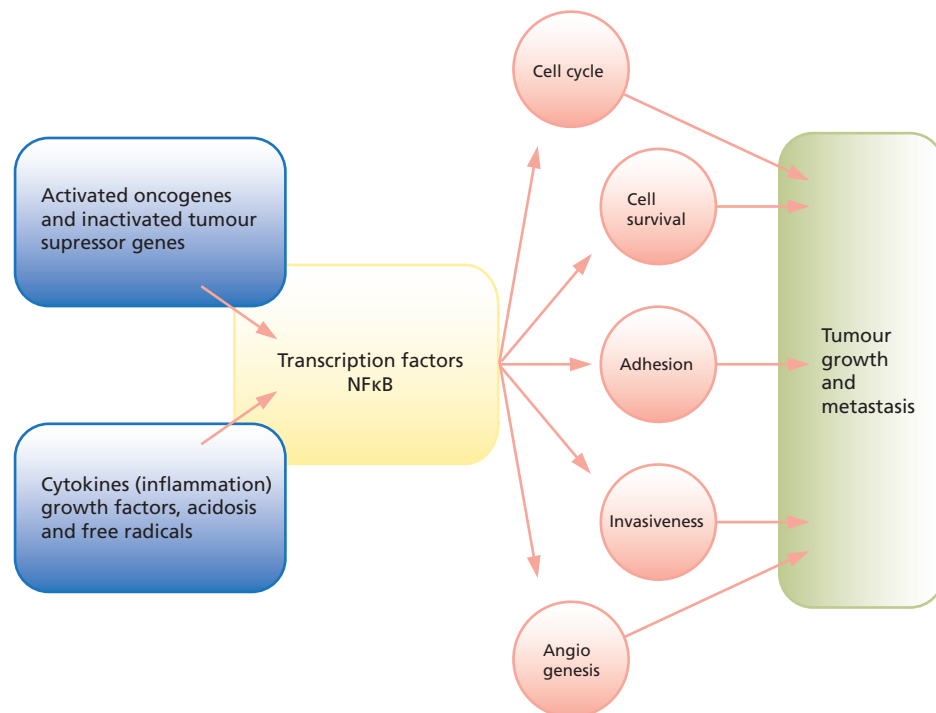 Cell cycle
Activated oncogenes
and inactivated tumour
supressor genes
Cell
survival
Transcription factors
NFκB
Adhesion
Tumour
growth
and
metastasis
Cytokines (inflammation)
growth factors, acidosis
and free radicals
Invasiveness
Angio
genesis